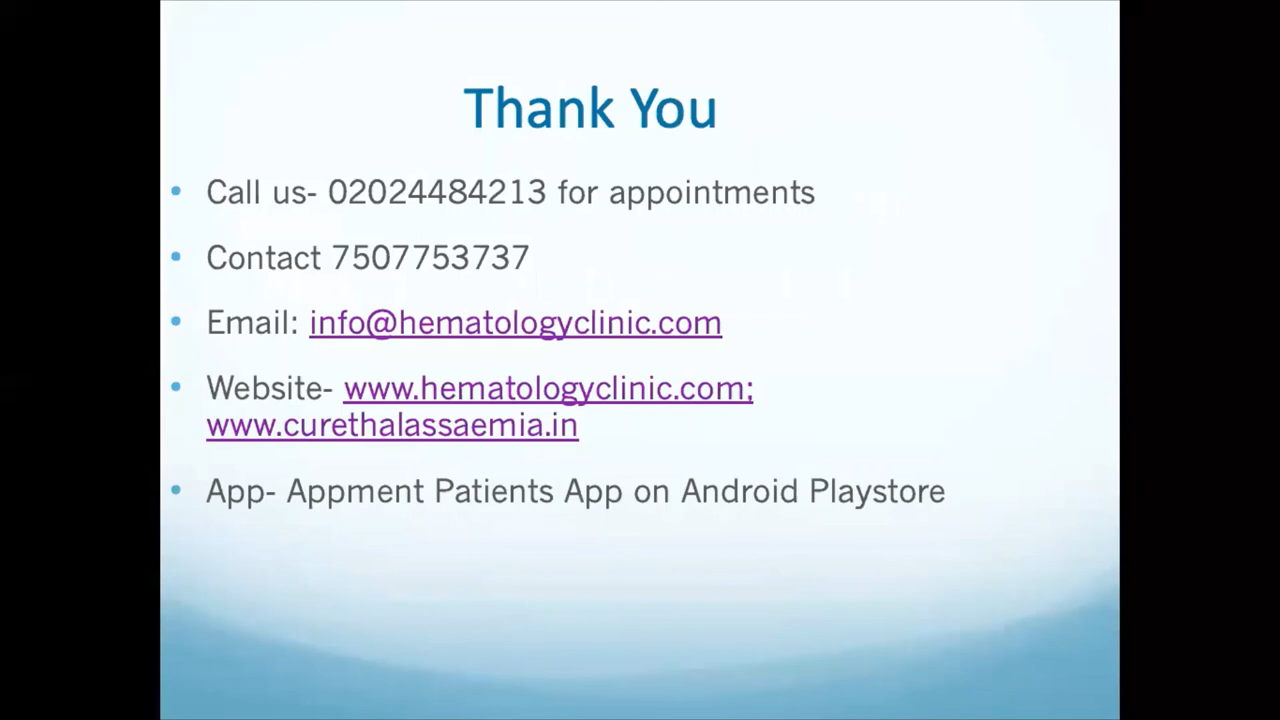 Thank You
• Call us- 02024484213 for appointments
• Contact 7507753737
• Email: info@hematologyclinic.com
• Website- www.hematologyclinic.com;
www.curethalassaemia.in
• App- Appment Patients App on Android Playstore